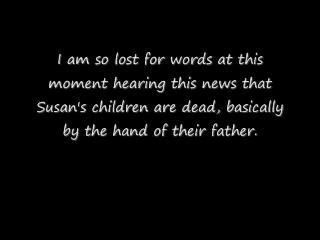 I am so lost for words at this
moment hearing this news that
Susan's children are dead, basically
by the hand of their father.